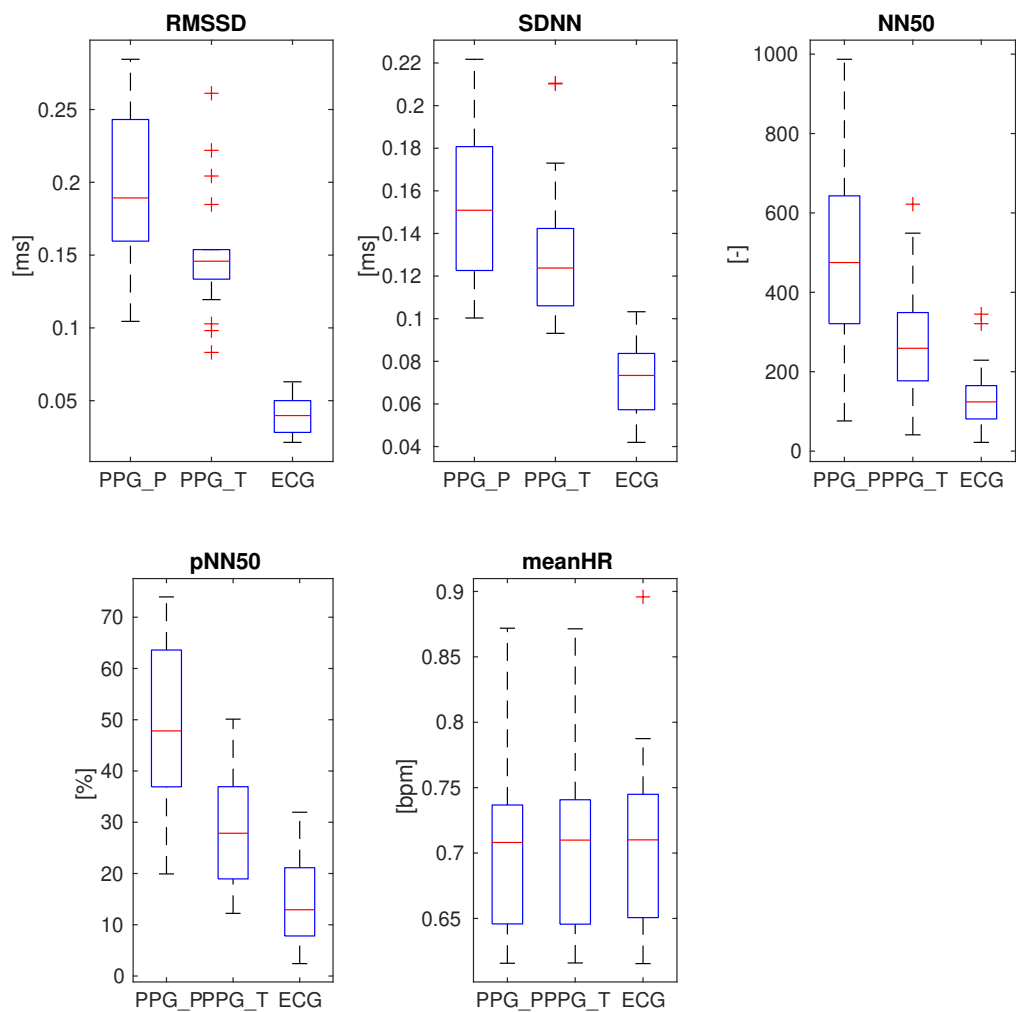 RMSSD
[ms]
0.25
0.2
0.15
0.1
0.05
PPG_P PPG_T ECG
SDNN
[ms]
0.22
0.2
0.18
0.16
0.14
0.12
0.1
0.08
0.06
0.04
PPG_P PPG_T ECG
NN50
[-]
1000
800
600
400
200
0
PPG_PPPG_T ECG
pNN50
[%]
70
60
50
40
30
20
10
0
PPG_PPPG_T ECG
meanHR
[bpm]
0.9
0.85
0.8
0.75
0.7
0.65
PPG_PPPG_T ECG